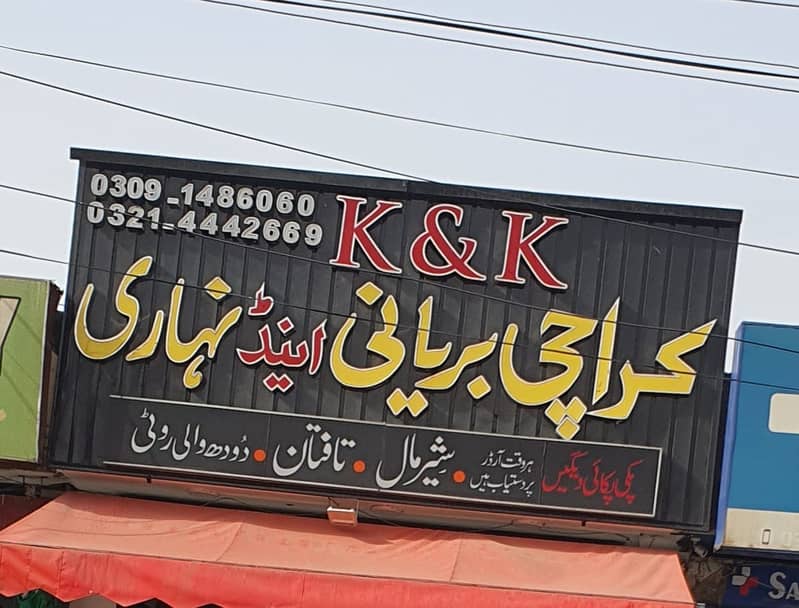 0309-1486060
0321-4442669
K & K
کراچی بریانی اینڈ نہاری
پکی پکائی دیگیں ہر وقت آرڈر پر دستیاب ہیں • شیرمال • تافتان • دودھ والی روٹی
SA